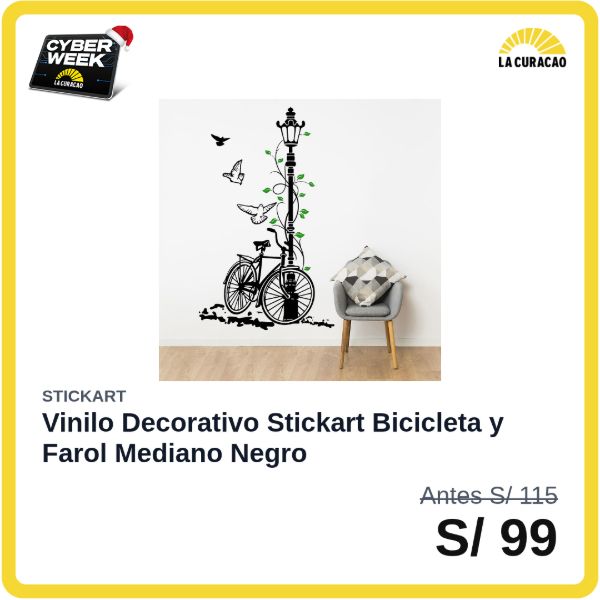 CYBER
WEEK
LA CURACAO
LA CURACAO
STICKART
Vinilo Decorativo Stickart Bicicleta y
Farol Mediano Negro
Antes S/ 115
S/ 99